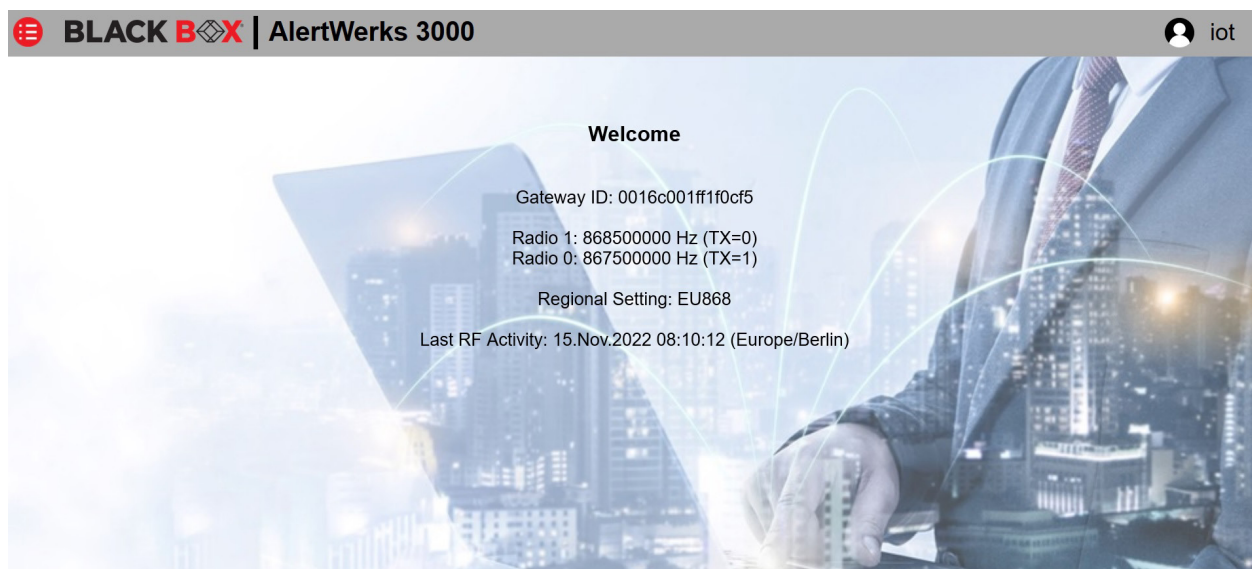 BLACK BOX | AlertWerks 3000
iot
Welcome
Gateway ID: 0016c001ff1f0cf5
Radio 1: 868500000 Hz (TX=0)
Radio 0: 867500000 Hz (TX=1)
Regional Setting: EU868
Last RF Activity: 15.Nov.2022 08:10:12 (Europe/Berlin)